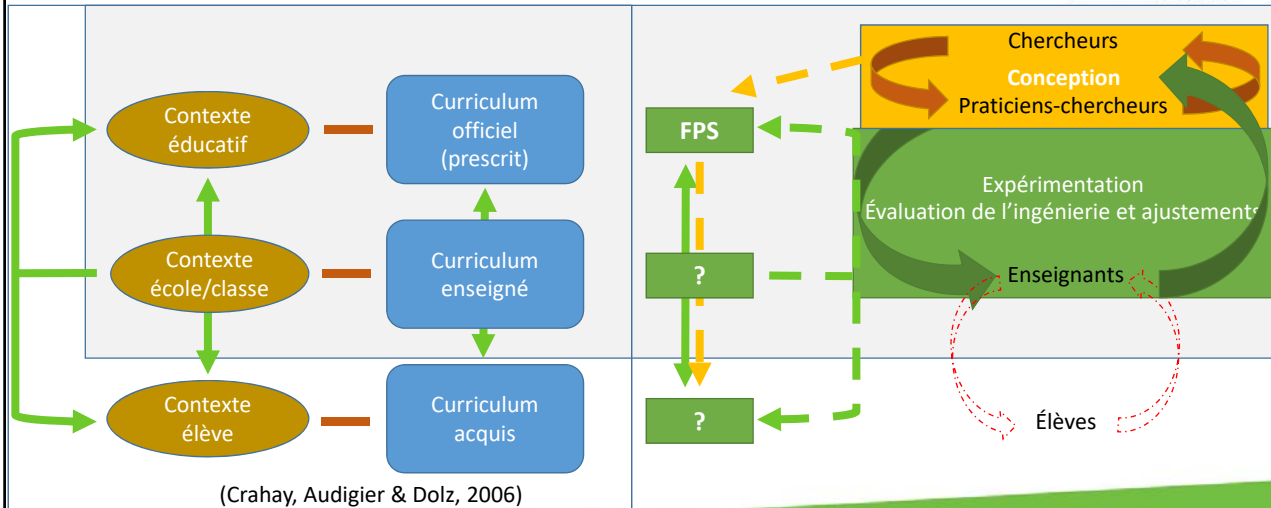 Contexte
éducatif
Curriculum
officiel
(prescrit)
Contexte
école/classe
Curriculum
enseigné
Contexte
élève
Curriculum
acquis
(Crahay, Audigier & Dolz, 2006)
FPS
?
?
Chercheurs
Conception
Praticiens-chercheurs
Expérimentation
Évaluation de l'ingénierie et ajustements
Enseignants
Élèves